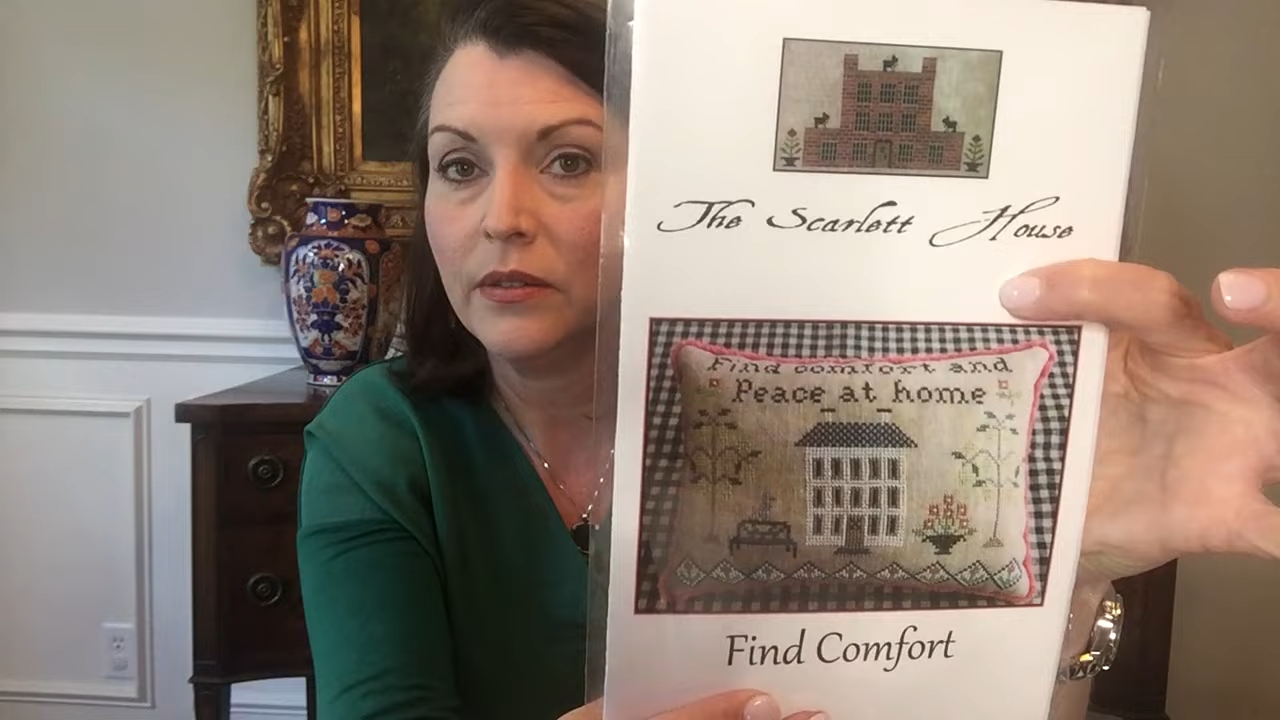 The Scarlett House
Find comfort and
Peace at home
Find Comfort